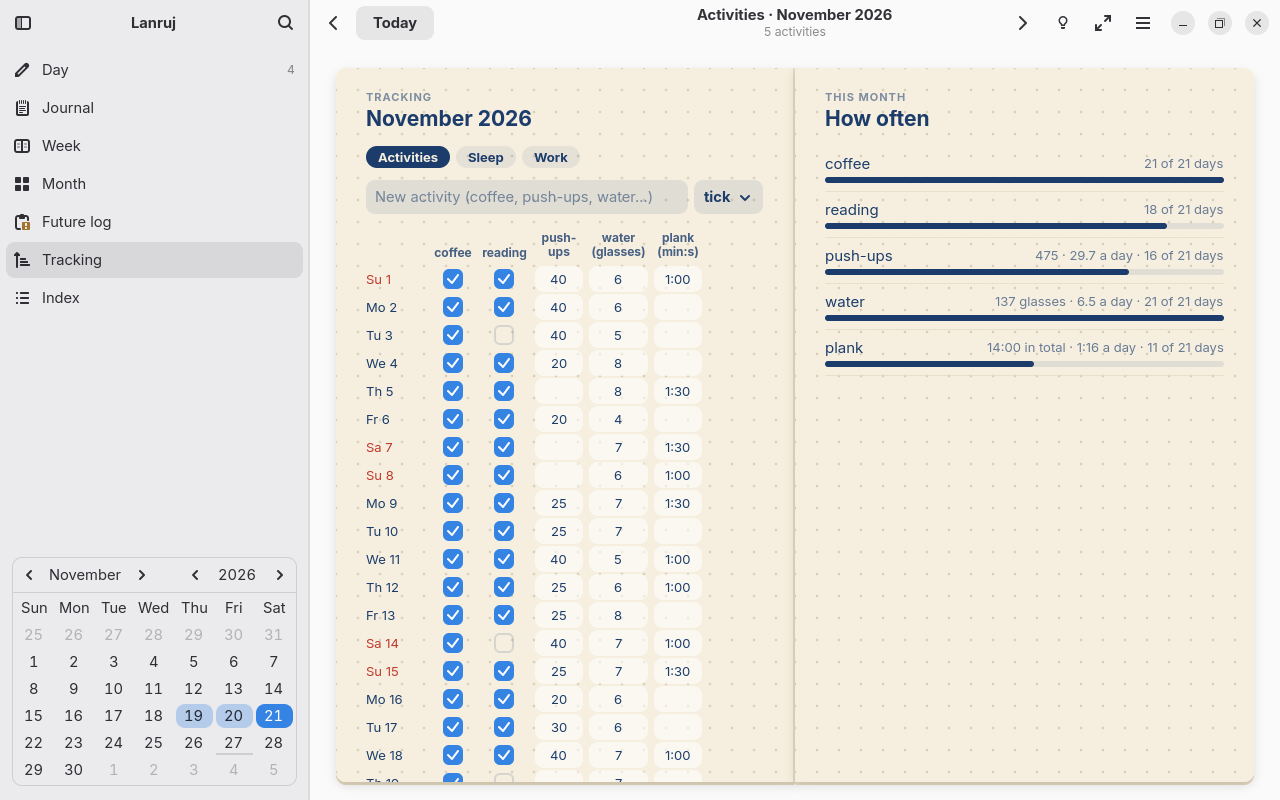 Lanruj
Day 4
Journal
Week
Month
Future log
Tracking
Index
November 2026
Sun Mon Tue Wed Thu Fri Sat
25 26 27 28 29 30 31
1 2 3 4 5 6 7
8 9 10 11 12 13 14
15 16 17 18 19 20 21
22 23 24 25 26 27 28
29 30 1 2 3 4 5
Today
Activities · November 2026
5 activities
TRACKING
November 2026
Activities Sleep Work
New activity (coffee, push-ups, water…) tick
coffee reading push-ups water (glasses) plank (min:s)
Su 1 40 6 1:00
Mo 2 40 6
Tu 3 40 5
We 4 20 8
Th 5 8 1:30
Fr 6 20 4
Sa 7 7 1:30
Su 8 6 1:00
Mo 9 25 7 1:30
Tu 10 25 7
We 11 40 5 1:00
Th 12 25 6 1:00
Fr 13 25 8
Sa 14 40 7 1:00
Su 15 25 7 1:30
Mo 16 20 6
Tu 17 30 6
We 18 40 7 1:00
Th 19 7
THIS MONTH
How often
coffee 21 of 21 days
reading 18 of 21 days
push-ups 475 · 29.7 a day · 16 of 21 days
water 137 glasses · 6.5 a day · 21 of 21 days
plank 14:00 in total · 1:16 a day · 11 of 21 days